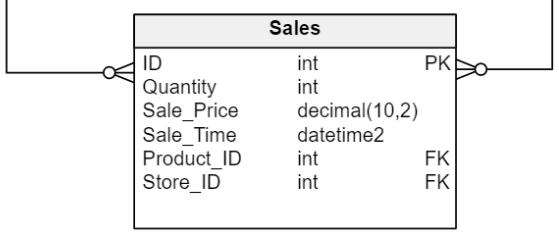 Sales
ID int PK
Quantity int
Sale_Price decimal(10,2)
Sale_Time datetime2
Product_ID int FK
Store_ID int FK